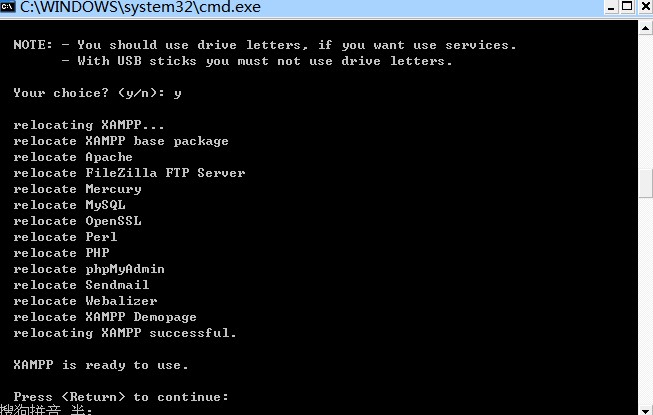 C:\WINDOWS\system32\cmd.exe
NOTE: - You should use drive letters, if you want use services.
- With USB sticks you must not use drive letters.
Your choice? (y/n): y
relocating XAMPP...
relocate XAMPP base package
relocate Apache
relocate FileZilla FTP Server
relocate Mercury
relocate MySQL
relocate OpenSSL
relocate Perl
relocate PHP
relocate phpMyAdmin
relocate Sendmail
relocate Webalizer
relocate XAMPP Demopage
relocating XAMPP successful.
XAMPP is ready to use.
Press <Return> to continue:
搜狗拼音 半: